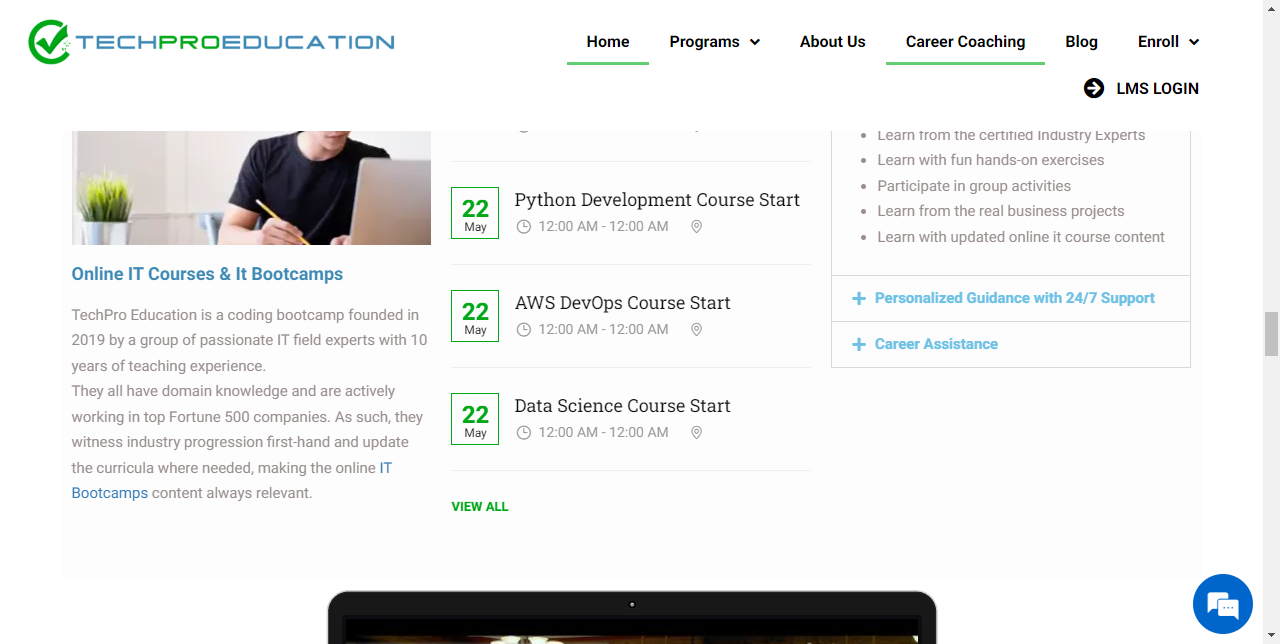 TECHPROEDUCATION
Home
Programs
About Us
Career Coaching
Blog
Enroll
LMS LOGIN
Online IT Courses & It Bootcamps
TechPro Education is a coding bootcamp founded in
2019 by a group of passionate IT field experts with 10
years of teaching experience.
They all have domain knowledge and are actively
working in top Fortune 500 companies. As such, they
witness industry progression first-hand and update
the curricula where needed, making the online IT
Bootcamps content always relevant.
22
May
Python Development Course Start
12:00 AM - 12:00 AM
22
May
AWS DevOps Course Start
12:00 AM - 12:00 AM
22
May
Data Science Course Start
12:00 AM - 12:00 AM
VIEW ALL
Learn from the certified Industry Experts
Learn with fun hands-on exercises
Participate in group activities
Learn from the real business projects
Learn with updated online it course content
Personalized Guidance with 24/7 Support
Career Assistance